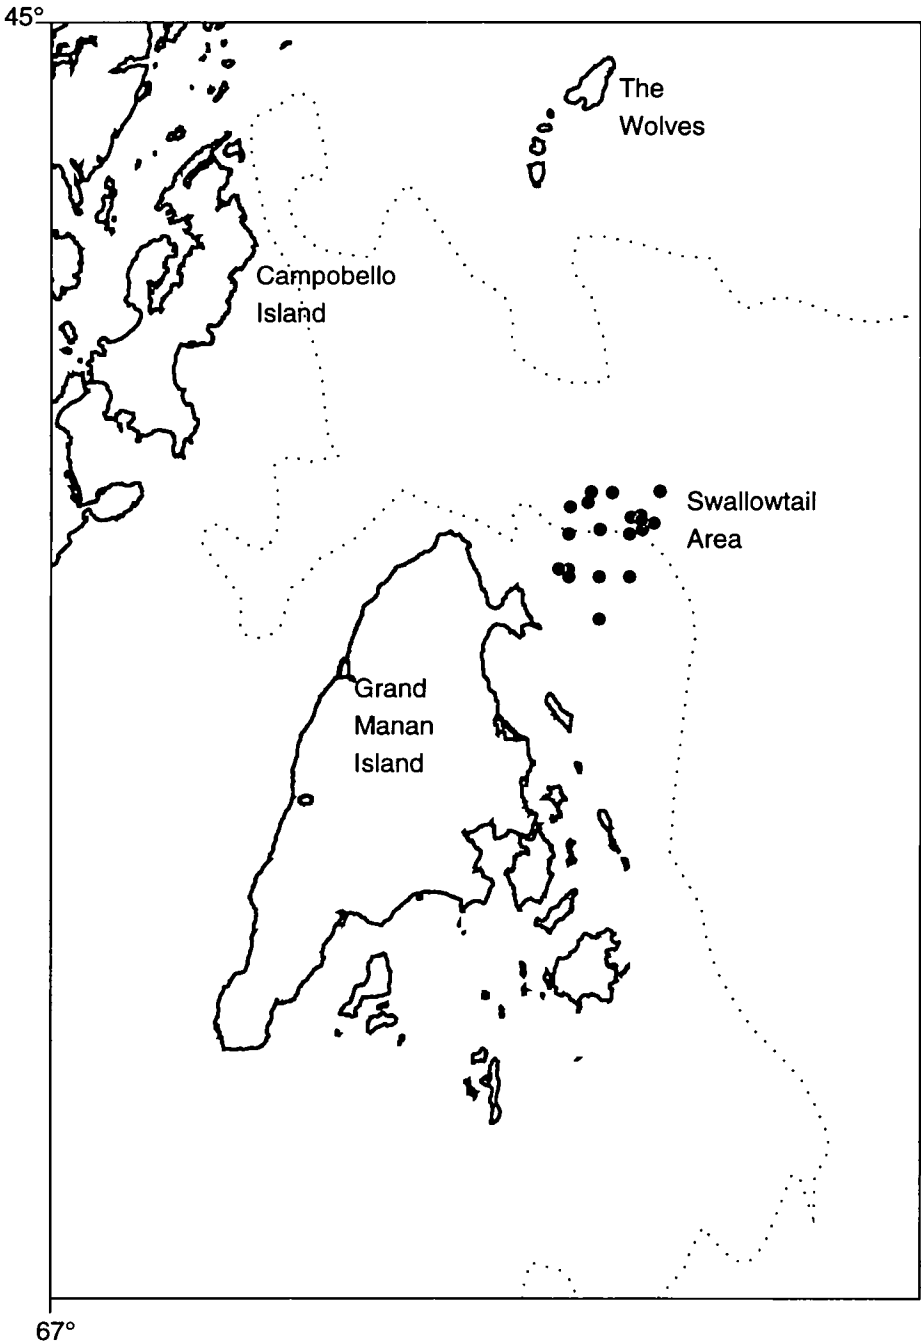 45°
The
Wolves
Campobello
Island
Swallowtail
Area
Grand
Manan
Island
67°